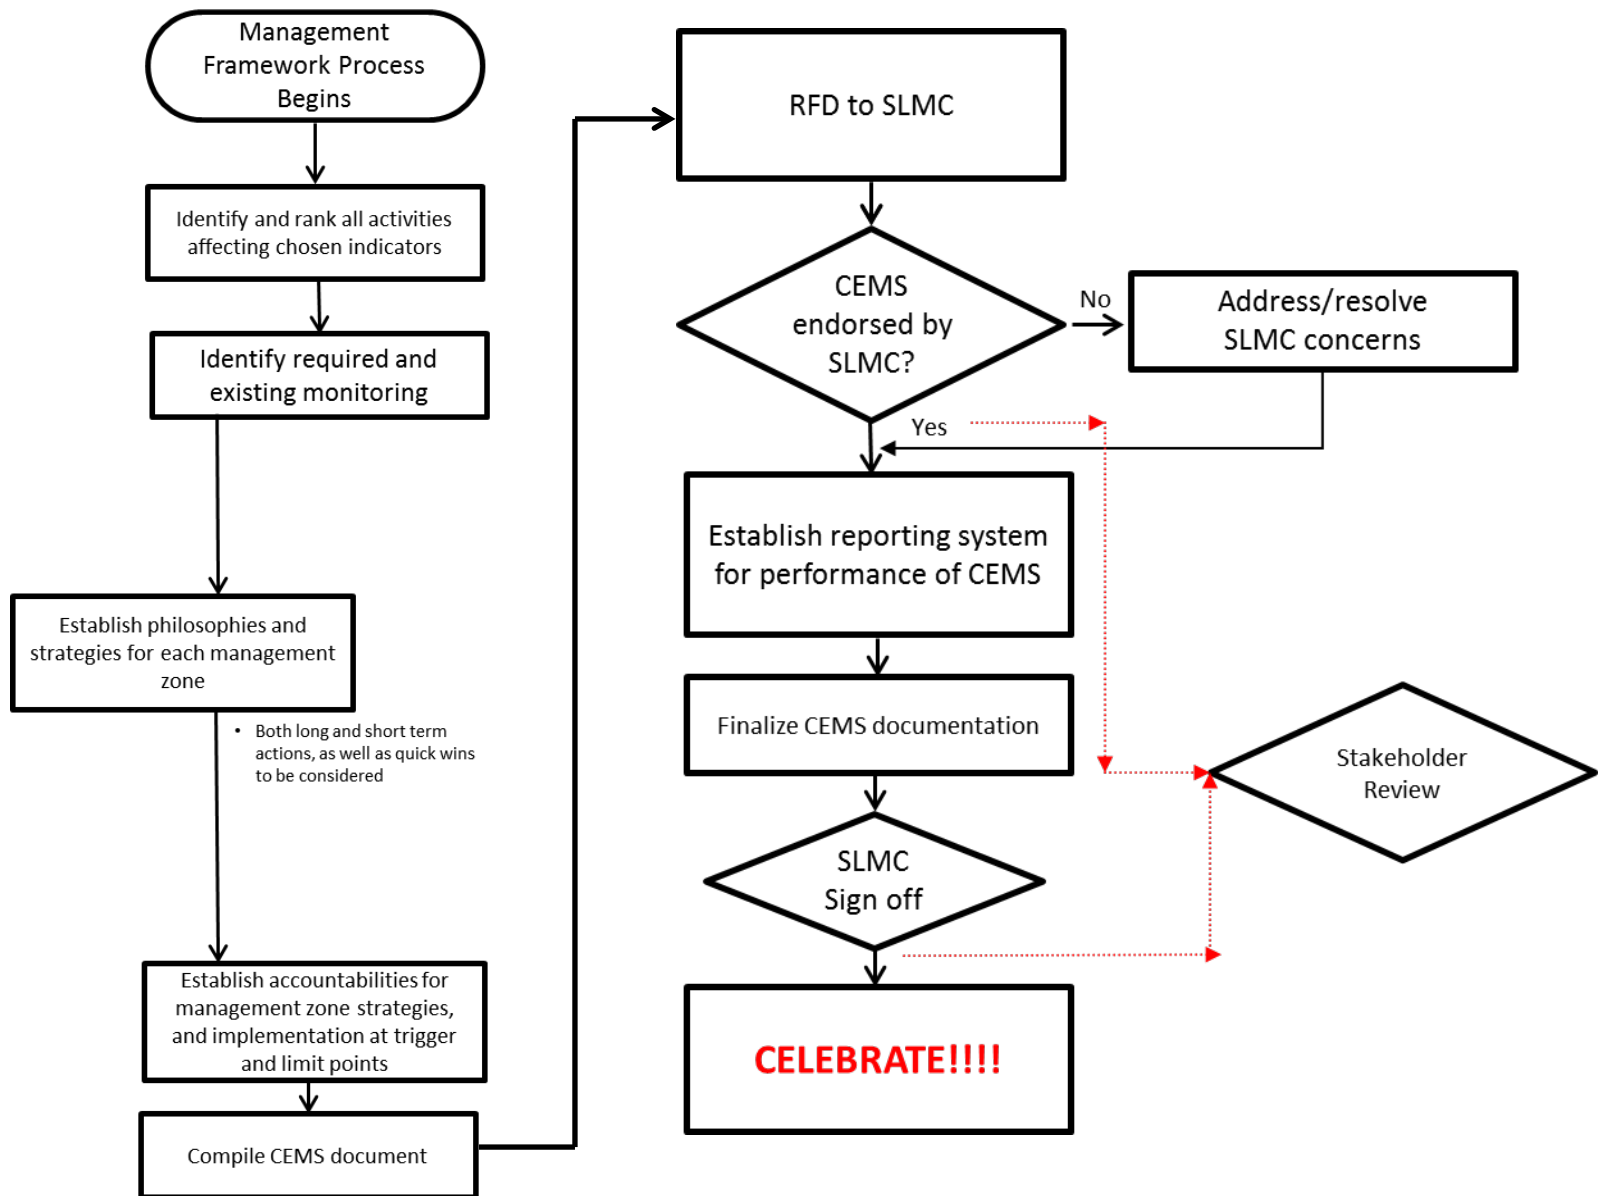 Management
Framework Process
Begins
Identify and rank all activities
affecting chosen indicators
Identify required and
existing monitoring
Establish philosophies and
strategies for each management
zone
• Both long and short term
actions, as well as quick wins
to be considered
Establish accountabilities for
management zone strategies,
and implementation at trigger
and limit points
Compile CEMS document
RFD to SLMC
CEMS
endorsed by
SLMC?
No
Address/resolve
SLMC concerns
Yes
Establish reporting system
for performance of CEMS
Finalize CEMS documentation
Stakeholder
Review
SLMC
Sign off
CELEBRATE!!!!